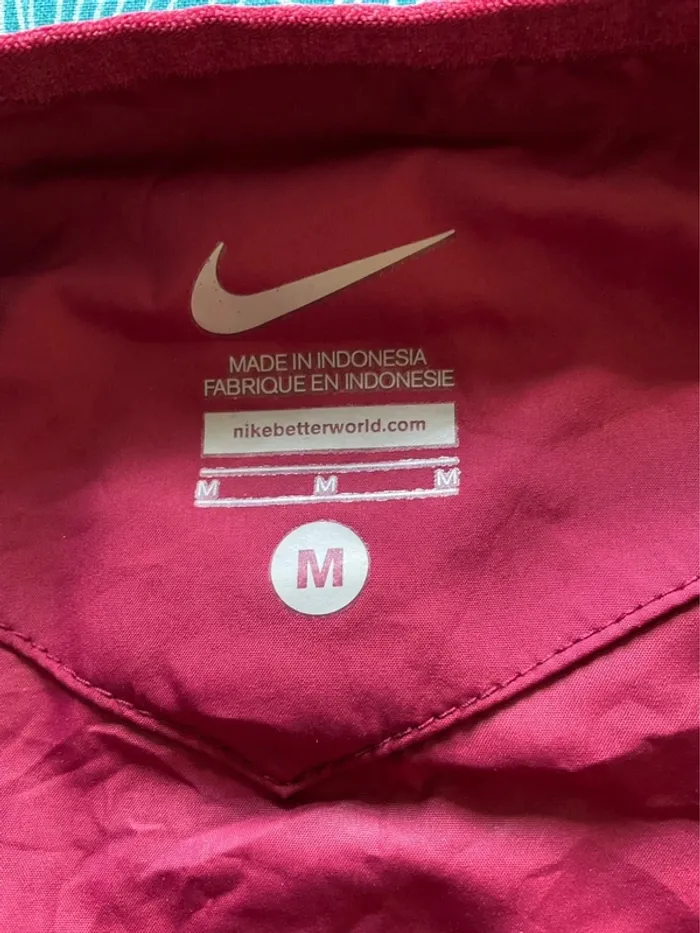 MADE IN INDONESIA
FABRIQUE EN INDONESIE
nikebetterworld.com
M M M
M